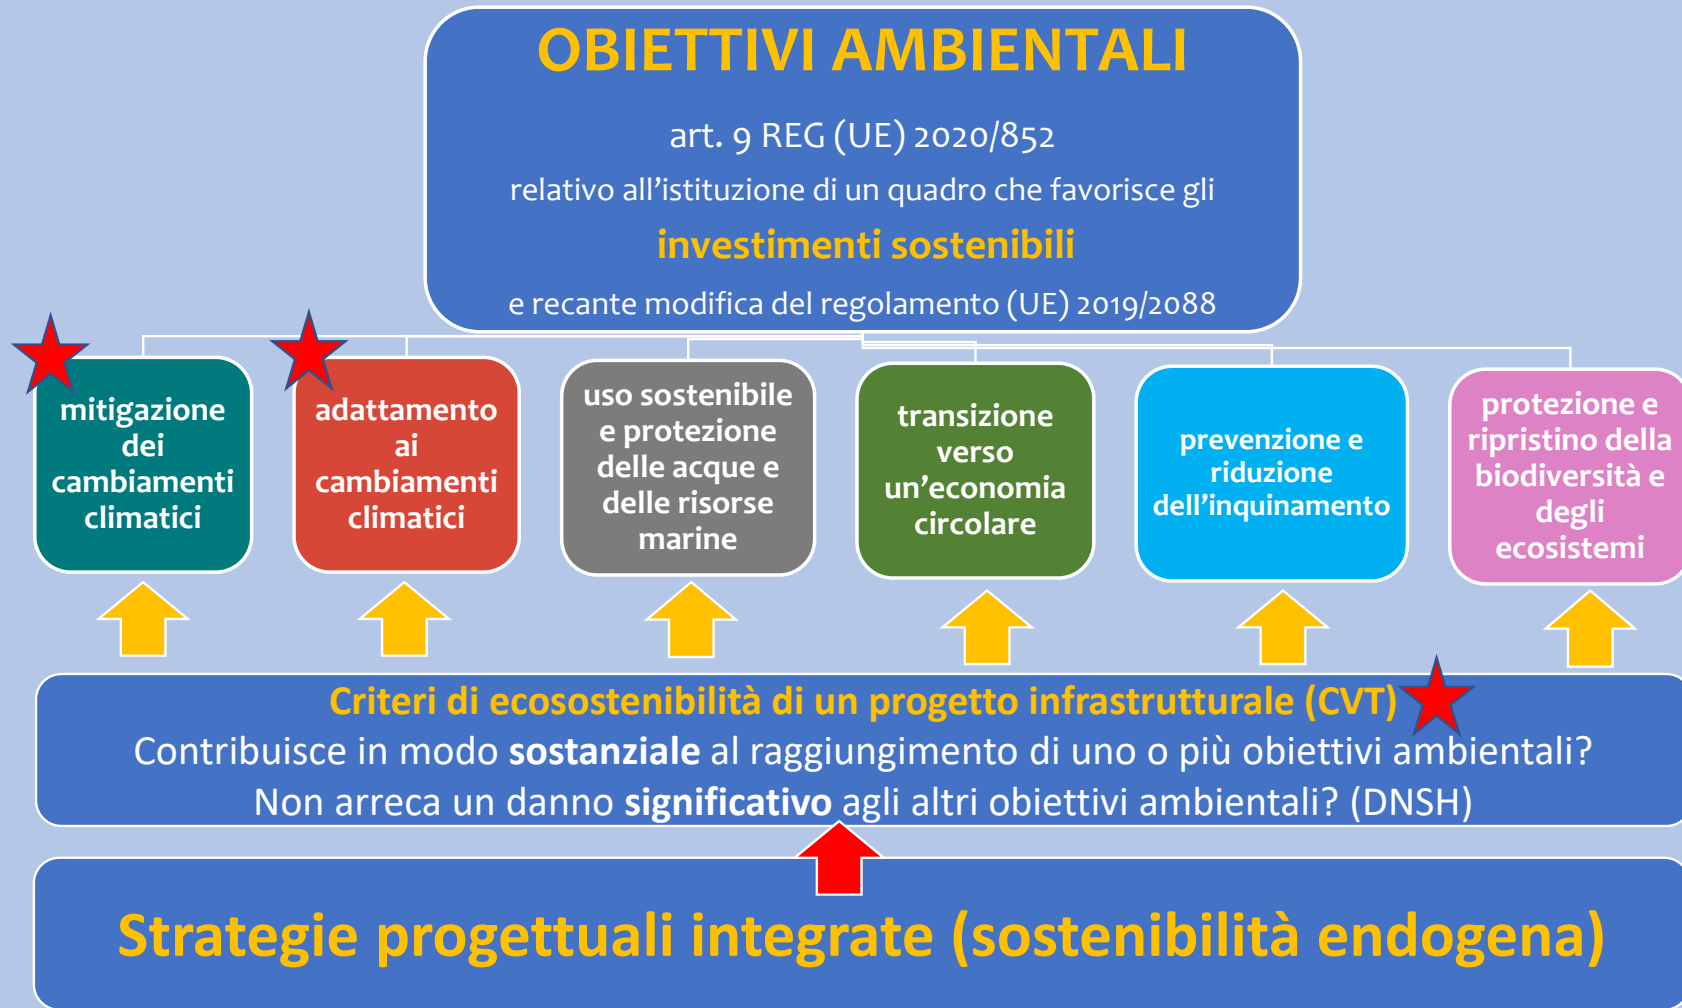 OBIETTIVI AMBIENTALI
art. 9 REG (UE) 2020/852
relativo all’istituzione di un quadro che favorisce gli
investimenti sostenibili
e recante modifica del regolamento (UE) 2019/2088
mitigazione
dei
cambiamenti
climatici
adattamento
ai
cambiamenti
climatici
uso sostenibile
e protezione
delle acque e
delle risorse
marine
transizione
verso
un’economia
circolare
prevenzione e
riduzione
dell’inquinamento
protezione e
ripristino della
biodiversità e
degli
ecosistemi
Criteri di ecosostenibilità di un progetto infrastrutturale (CVT)
Contribuisce in modo sostanziale al raggiungimento di uno o più obiettivi ambientali?
Non arreca un danno significativo agli altri obiettivi ambientali? (DNSH)
Strategie progettuali integrate (sostenibilità endogena)